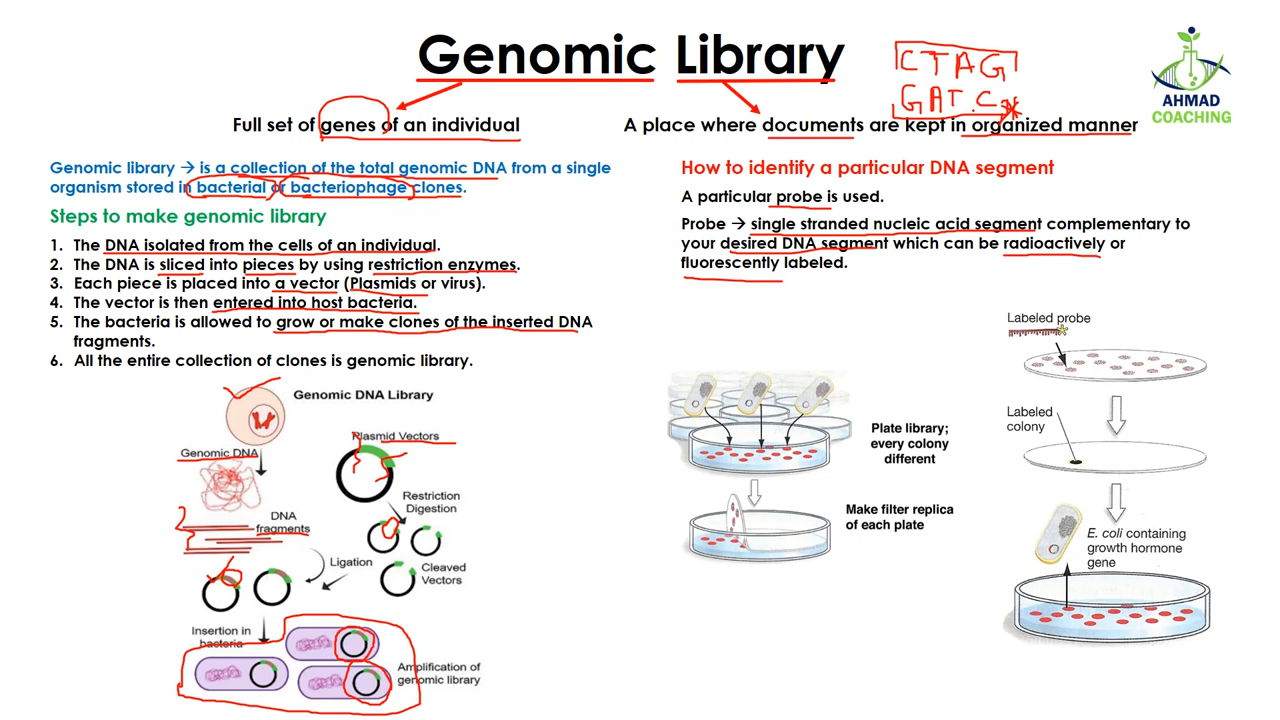 Genomic Library
CTAG
GATC
AHMAD
COACHING
Full set of genes of an individual
A place where documents are kept in organized manner
Genomic library → is a collection of the total genomic DNA from a single
organism stored in bacterial or bacteriophage clones.
Steps to make genomic library
1. The DNA isolated from the cells of an individual.
2. The DNA is sliced into pieces by using restriction enzymes.
3. Each piece is placed into a vector (Plasmids or virus).
4. The vector is then entered into host bacteria.
5. The bacteria is allowed to grow or make clones of the inserted DNA
fragments.
6. All the entire collection of clones is genomic library.
How to identify a particular DNA segment
A particular probe is used.
Probe → single stranded nucleic acid segment complementary to
your desired DNA segment which can be radioactively or
fluorescently labeled.
Genomic DNA Library
Plasmid Vectors
Genomic DNA
Restriction
Digestion
DNA
fragments
Ligation
Cleaved
Vectors
Insertion in
bacteria
Amplification of
genomic library
Plate library;
every colony
different
Make filter replica
of each plate
Labeled probe
Labeled
colony
E. coli containing
growth hormone
gene